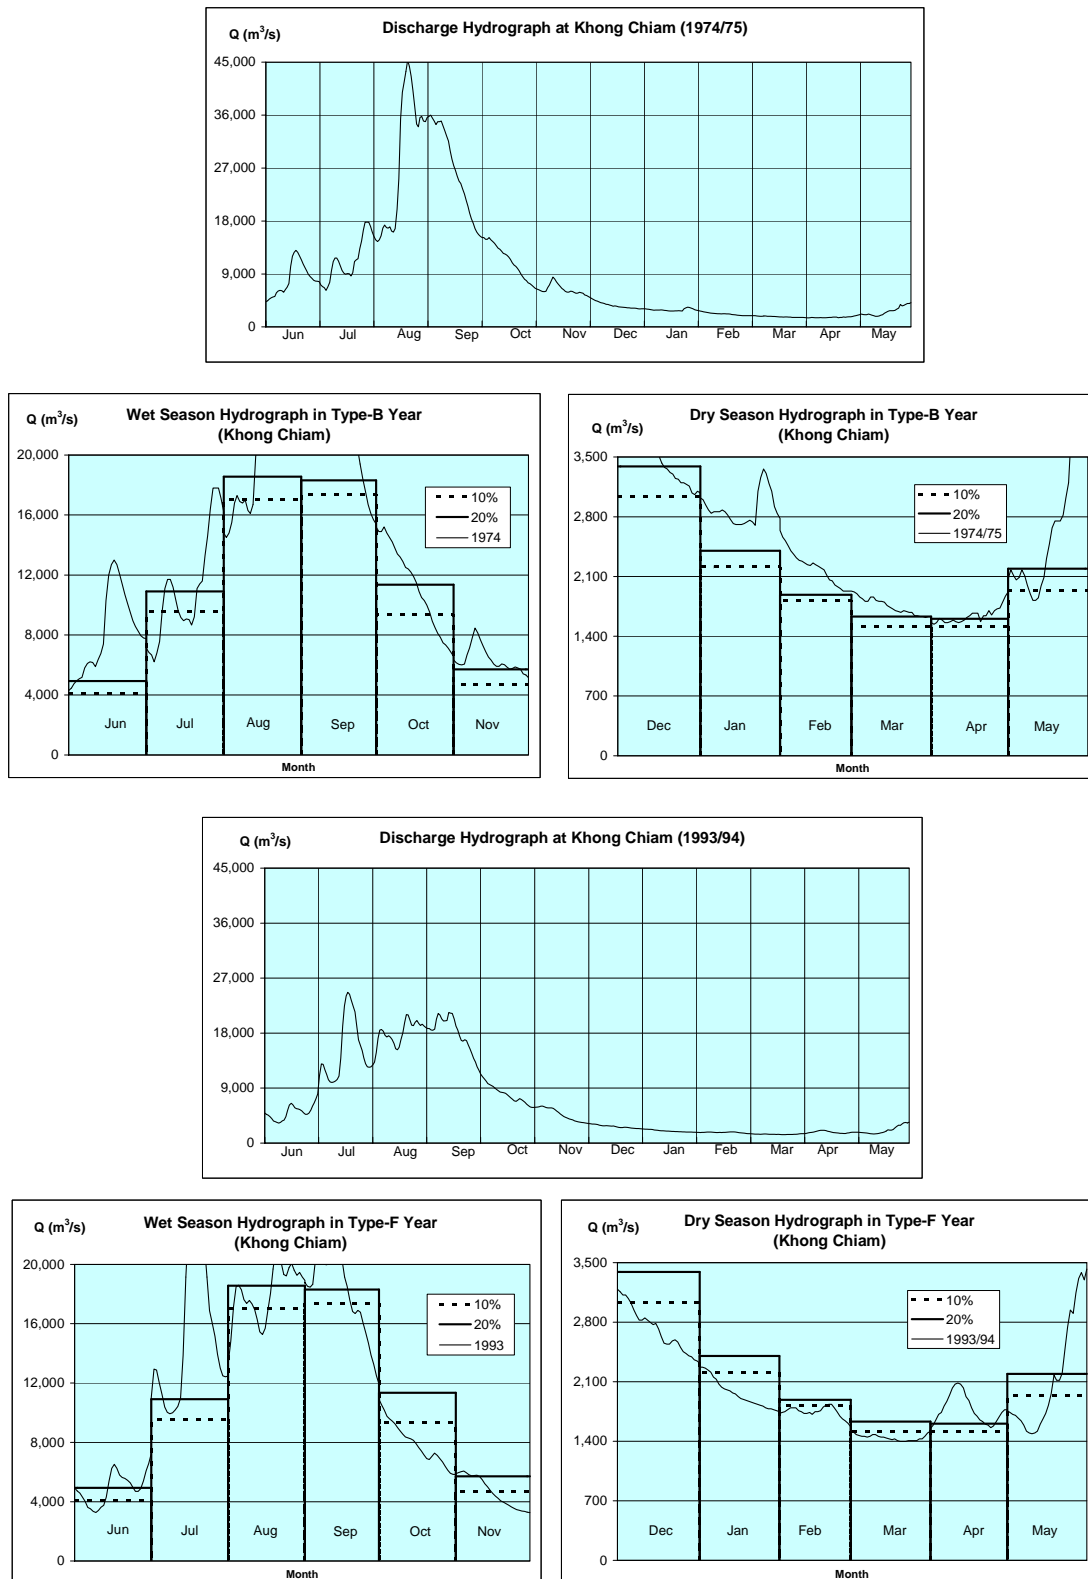 Discharge Hydrograph at Khong Chiam (1974/75)
Q (m³/s)
45,000
36,000
27,000
18,000
9,000
0
Jun Jul Aug Sep Oct Nov Dec Jan Feb Mar Apr May
Wet Season Hydrograph in Type-B Year
(Khong Chiam)
Q (m³/s)
20,000
16,000
12,000
8,000
4,000
0
10%
20%
1974
Jun Jul Aug Sep Oct Nov
Month
Dry Season Hydrograph in Type-B Year
(Khong Chiam)
Q (m³/s)
3,500
2,800
2,100
1,400
700
0
10%
20%
1974/75
Dec Jan Feb Mar Apr May
Month
Discharge Hydrograph at Khong Chiam (1993/94)
Q (m³/s)
45,000
36,000
27,000
18,000
9,000
0
Jun Jul Aug Sep Oct Nov Dec Jan Feb Mar Apr May
Wet Season Hydrograph in Type-F Year
(Khong Chiam)
Q (m³/s)
20,000
16,000
12,000
8,000
4,000
0
10%
20%
1993
Jun Jul Aug Sep Oct Nov
Month
Dry Season Hydrograph in Type-F Year
(Khong Chiam)
Q (m³/s)
3,500
2,800
2,100
1,400
700
0
10%
20%
1993/94
Dec Jan Feb Mar Apr May
Month